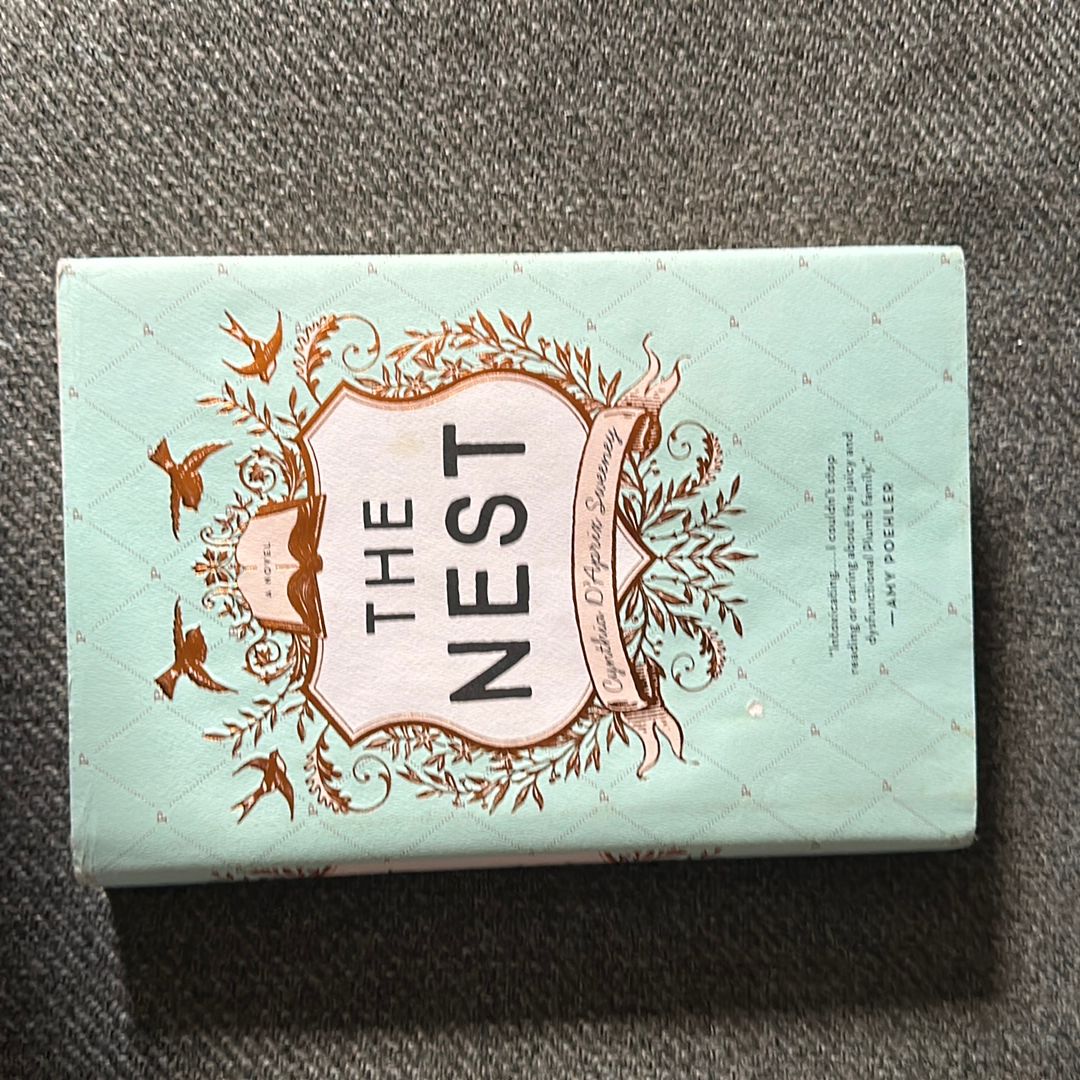 A NOVEL
THE
NEST
Cynthia D'Aprix Sweeney
"Intoxicating.... I couldn't stop
reading or caring about the juicy and
dysfunctional Plumb family."
—AMY POEHLER